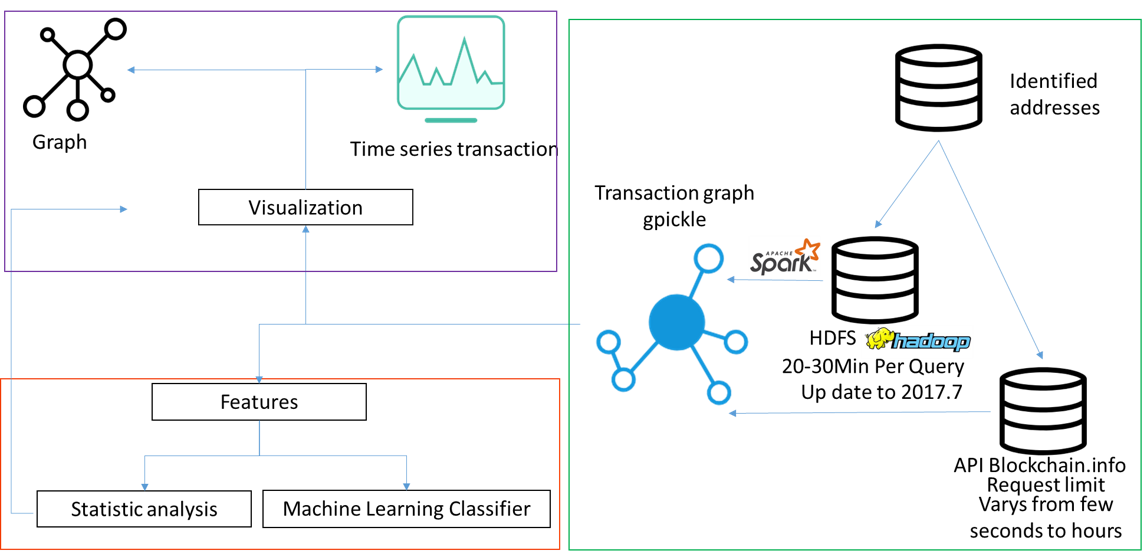 Graph
Time series transaction
Visualization
Features
Statistic analysis
Machine Learning Classifier
Identified
addresses
Transaction graph
gpickle
APACHE
Spark™
HDFS hadoop
20-30Min Per Query
Up date to 2017.7
API Blockchain.info
Request limit
Varys from few
seconds to hours